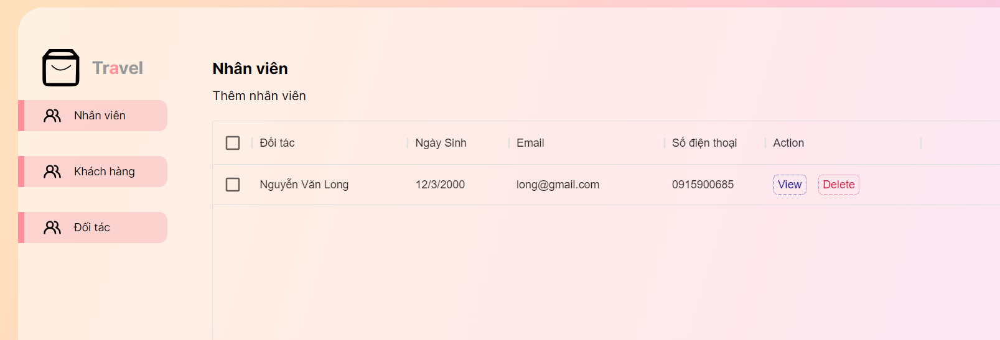 Travel
Nhân viên
Khách hàng
Đối tác
Nhân viên
Thêm nhân viên
Đối tác Ngày Sinh Email Số điện thoại Action
Nguyễn Văn Long 12/3/2000 long@gmail.com 0915900685 View Delete